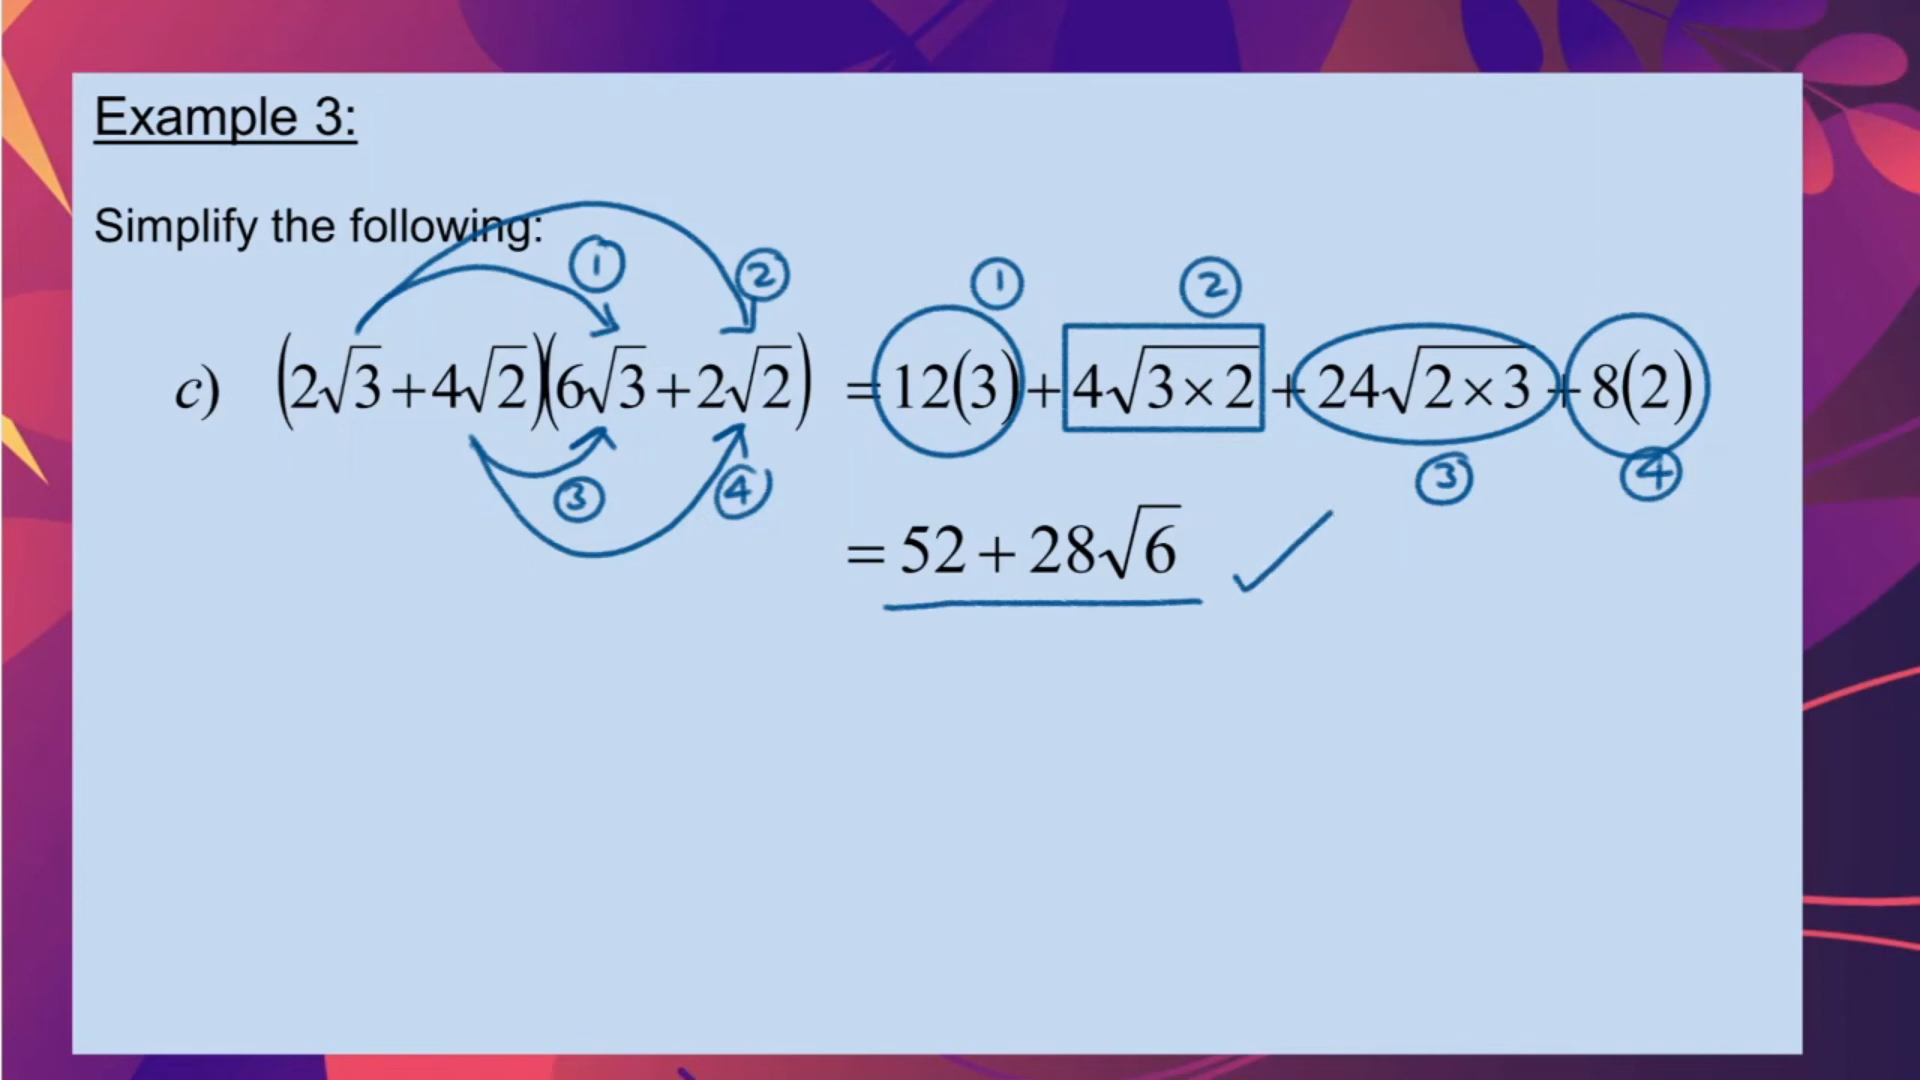 Example 3:
Simplify the following:
① ② ① ②
c) (2√3+4√2)(6√3+2√2) =12(3)+4√3×2+24√2×3+8(2)
③ ④ ③ ④
=52+28√6 ✓